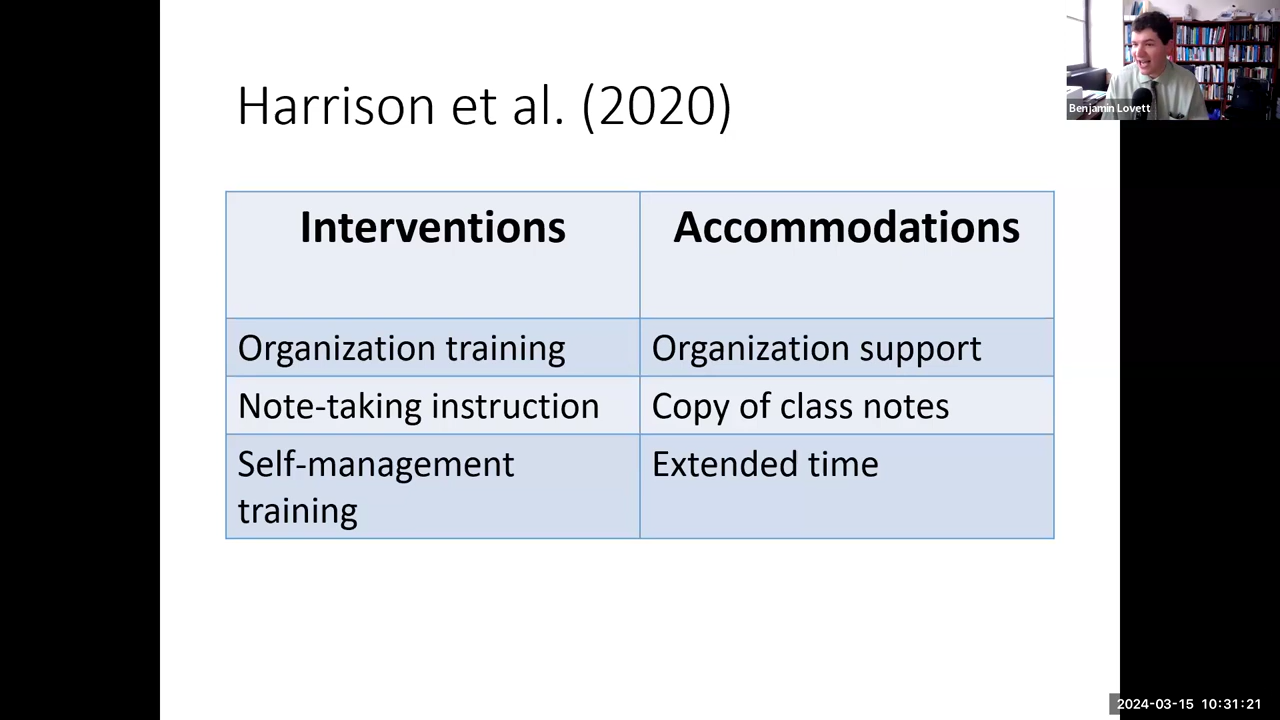 Harrison et al. (2020)
Benjamin Lovett
Interventions
Accommodations
Organization training
Organization support
Note-taking instruction
Copy of class notes
Self-management
training
Extended time
2024-03-15 10:31:21